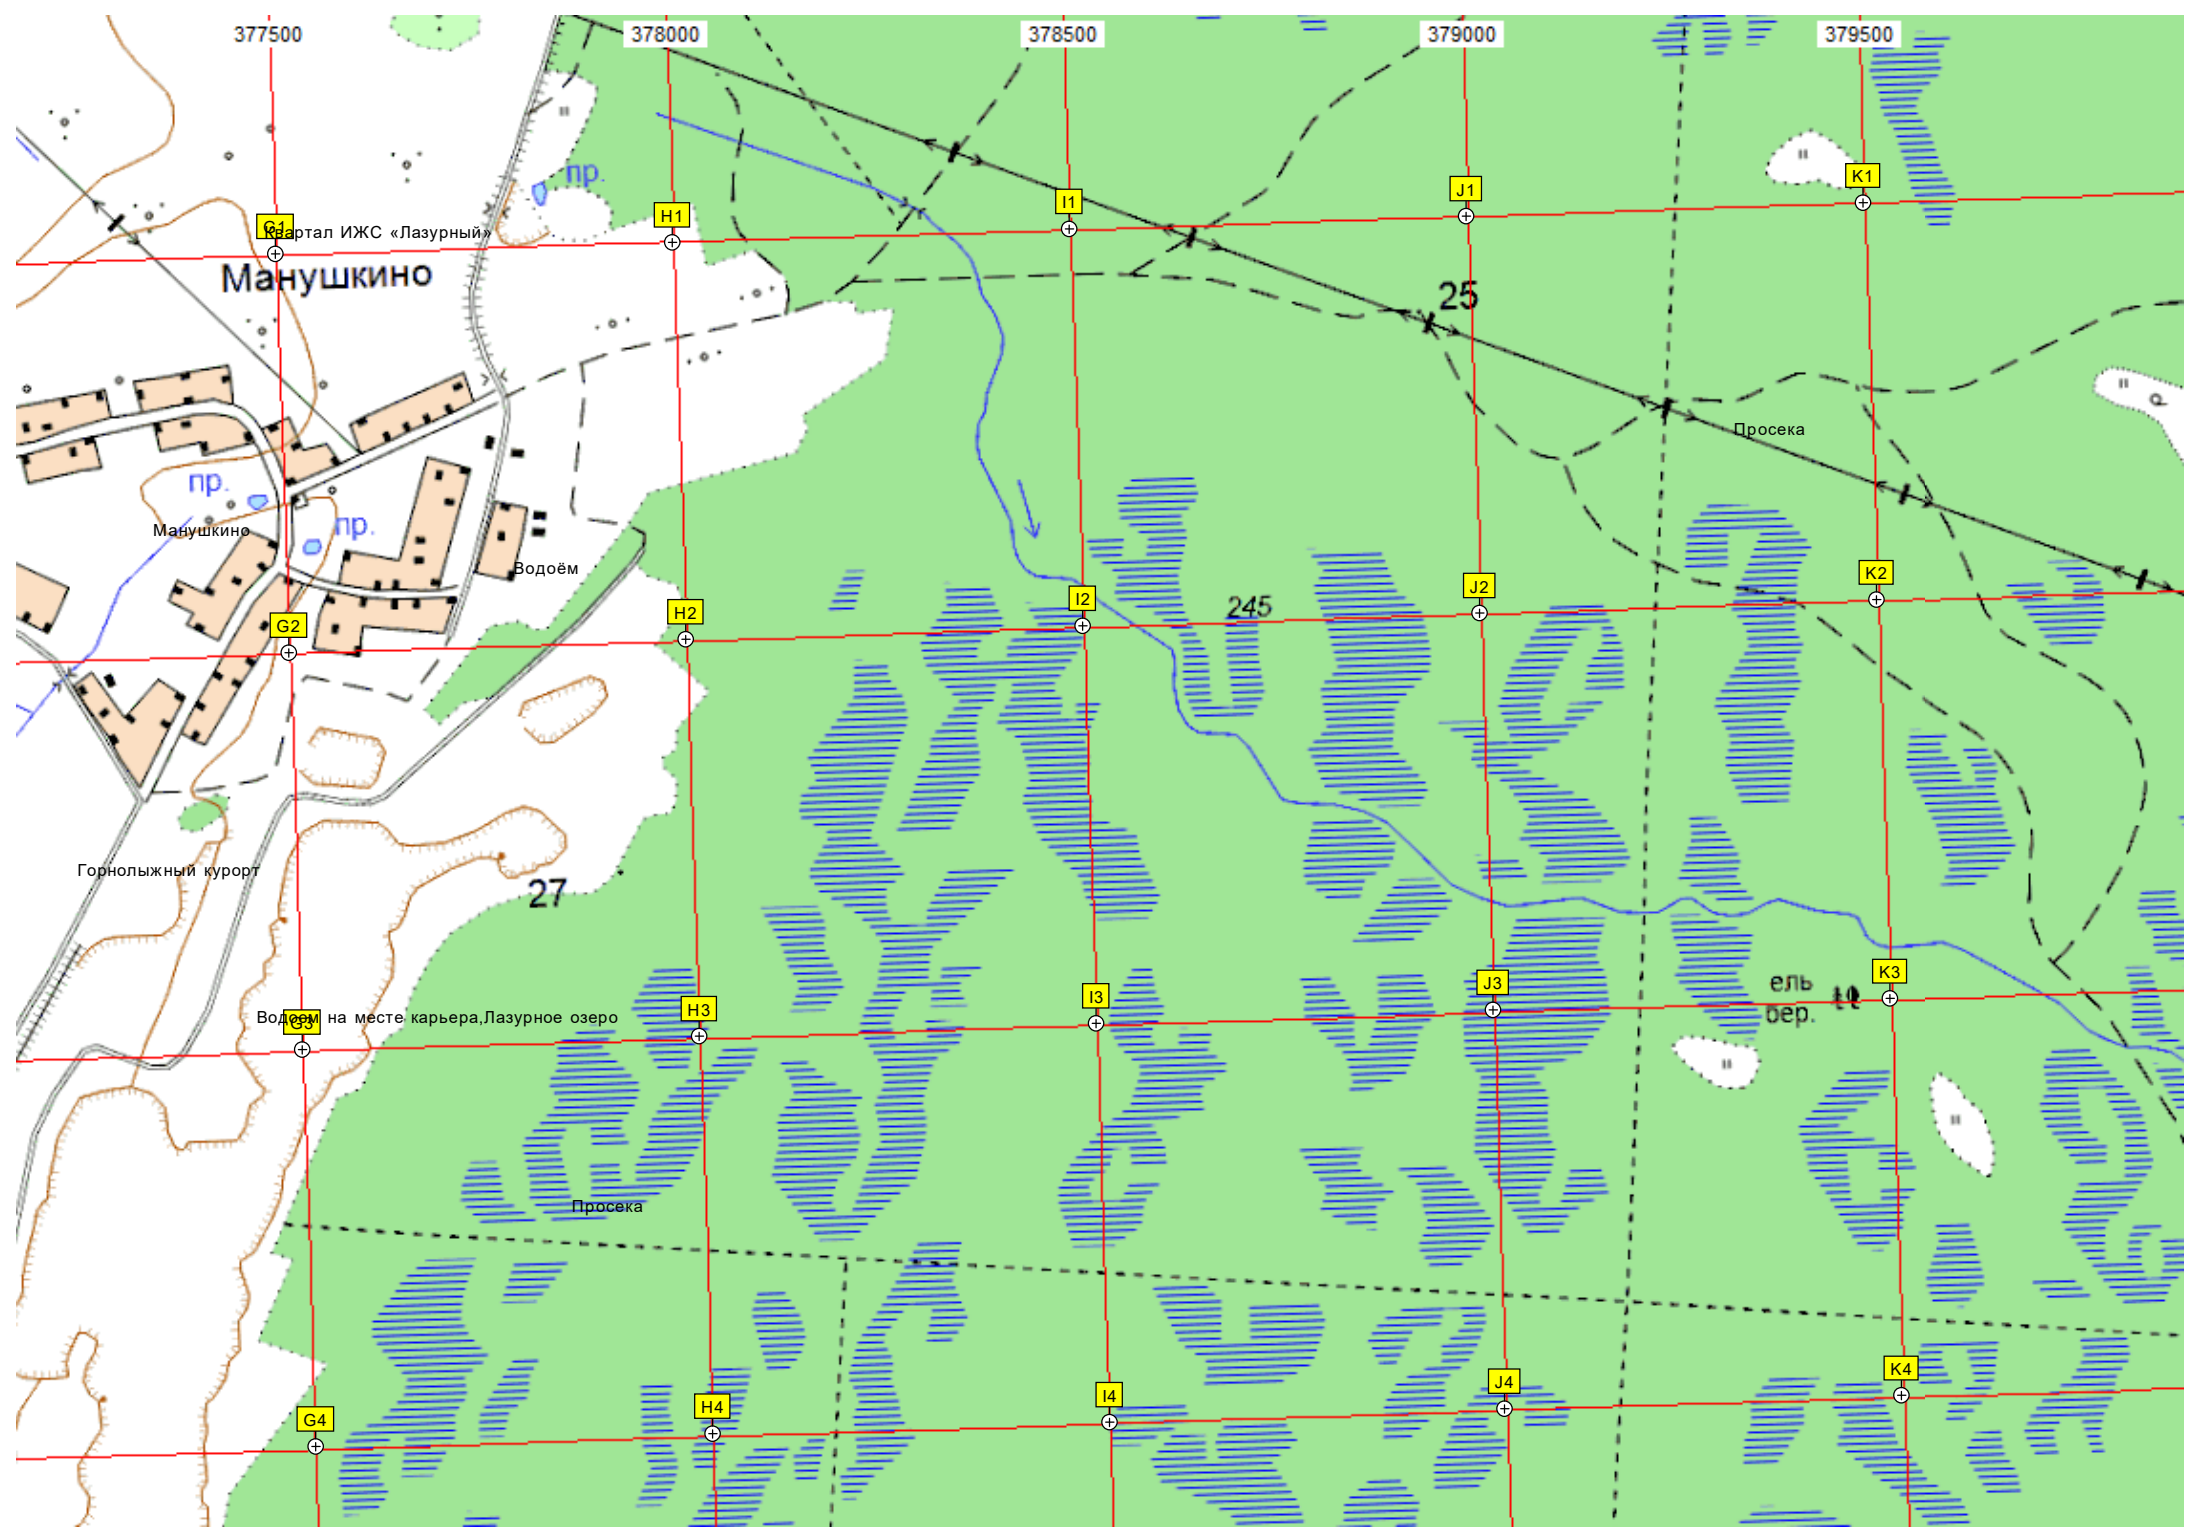 377500
378000
378500
379000
379500
пр.
K1
J1
I1
H1
G1
Квартал ИЖС «Лазурный»
Манушкино
25
Просека
пр.
пр.
Манушкино
Водоём
K2
J2
I2
245
H2
G2
Горнолыжный курорт
27
K3
J3
ель
бер.
I3
H3
G3
Водоем на месте карьера,Лазурное озеро
Просека
K4
J4
I4
H4
G4